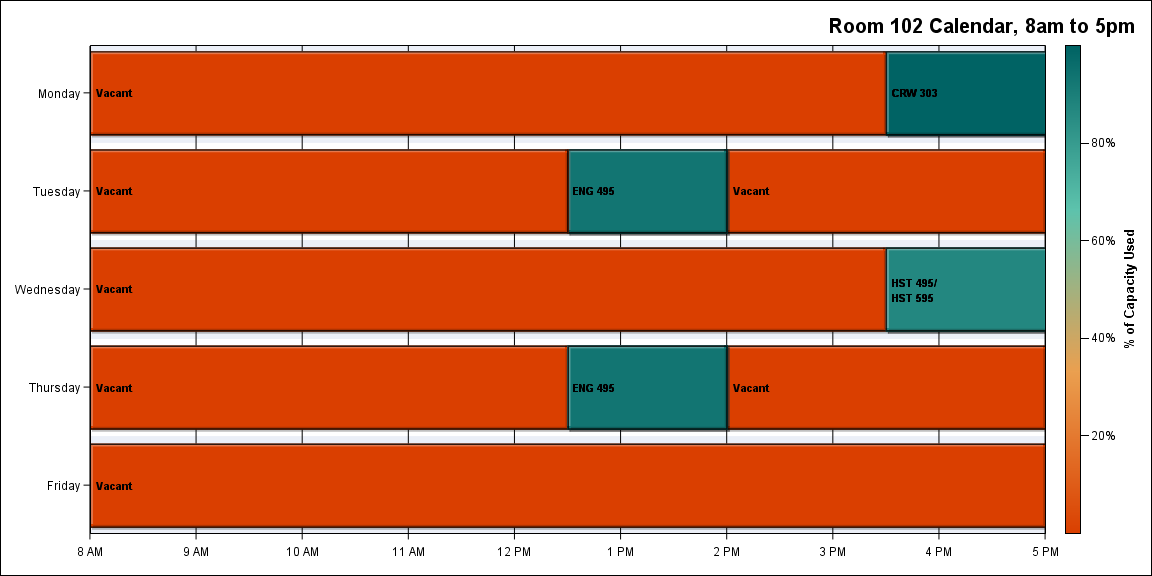 Room 102 Calendar, 8am to 5pm
Monday
Vacant
CRW 303
Tuesday
Vacant
ENG 495
Vacant
Wednesday
Vacant
HST 495/
HST 595
Thursday
Vacant
ENG 495
Vacant
Friday
Vacant
8 AM
9 AM
10 AM
11 AM
12 PM
1 PM
2 PM
3 PM
4 PM
5 PM
80%
60%
40%
20%
% of Capacity Used